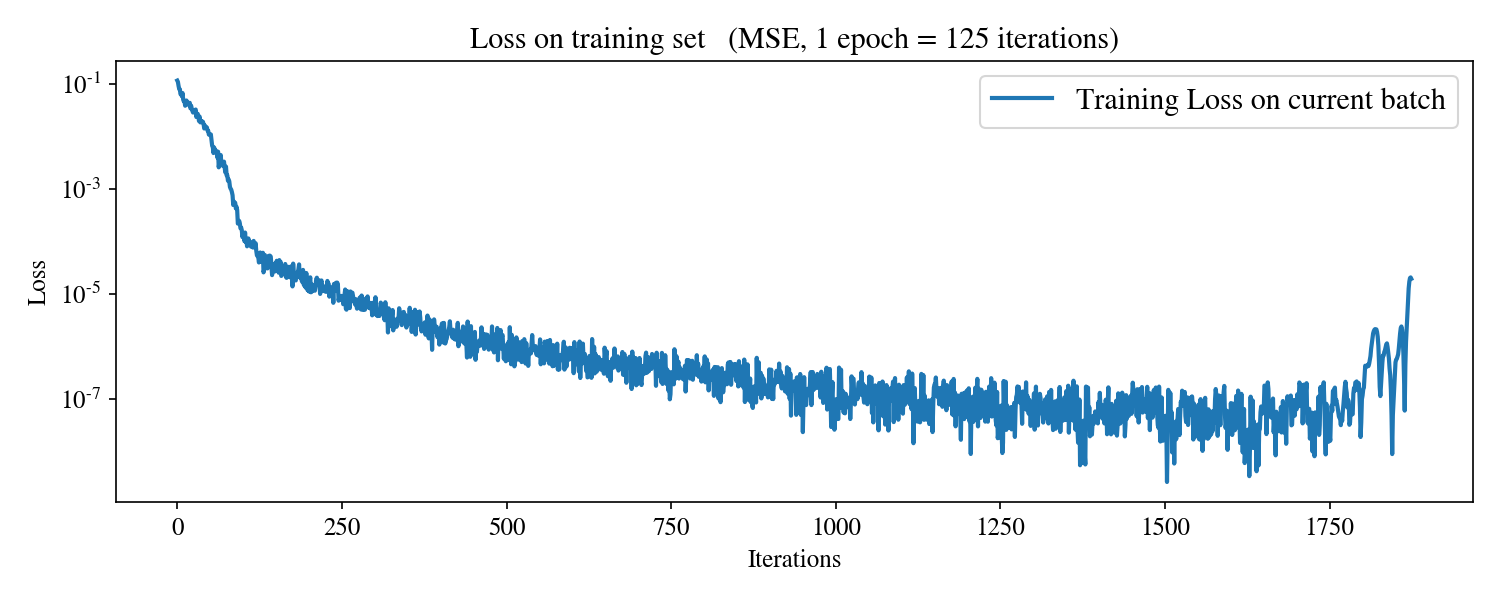 Loss on training set (MSE, 1 epoch = 125 iterations)
Training Loss on current batch
Loss
10^-1
10^-3
10^-5
10^-7
0 250 500 750 1000 1250 1500 1750
Iterations